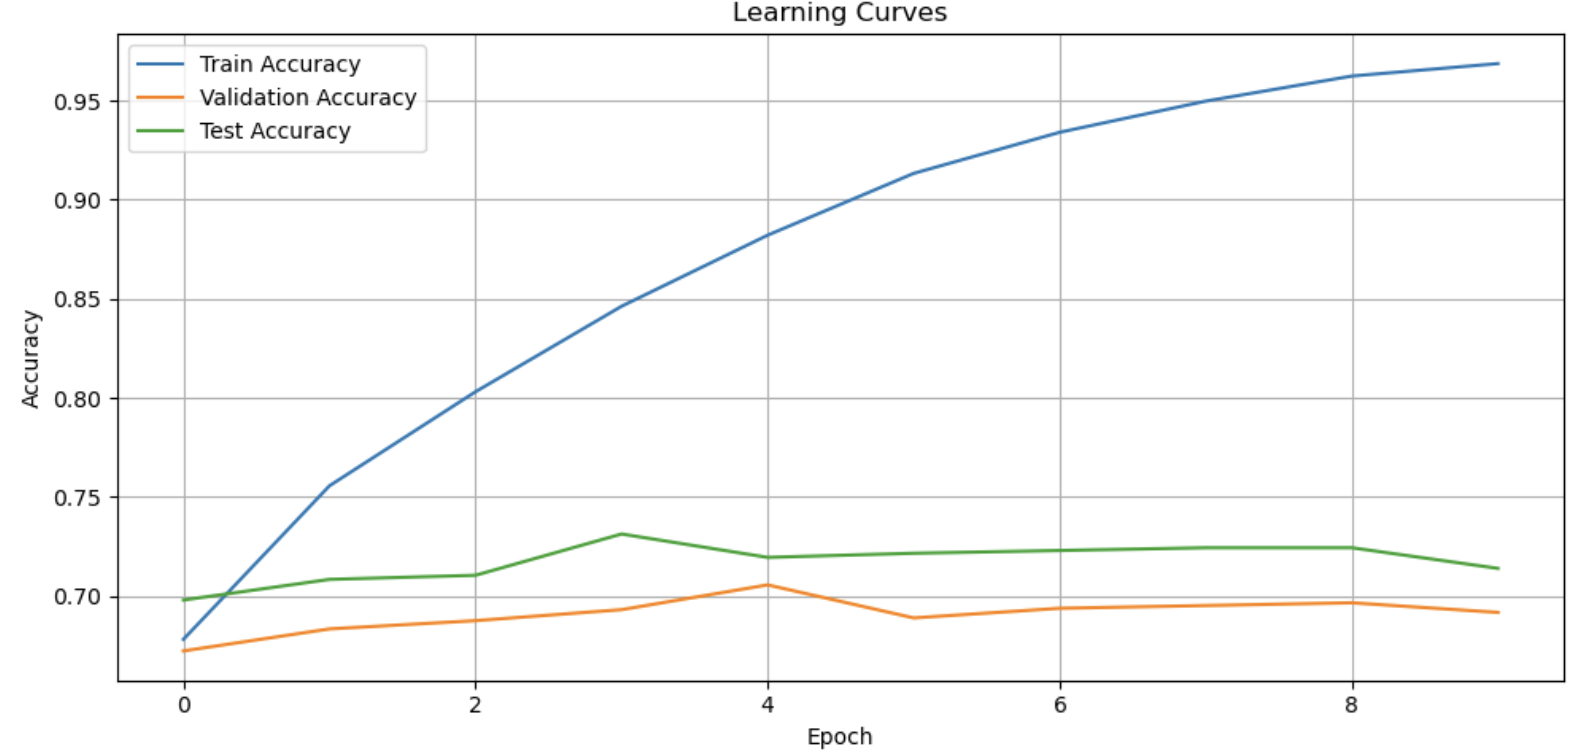 Learning Curves
Train Accuracy
Validation Accuracy
Test Accuracy
0.95
0.90
0.85
0.80
0.75
0.70
Accuracy
0 2 4 6 8
Epoch